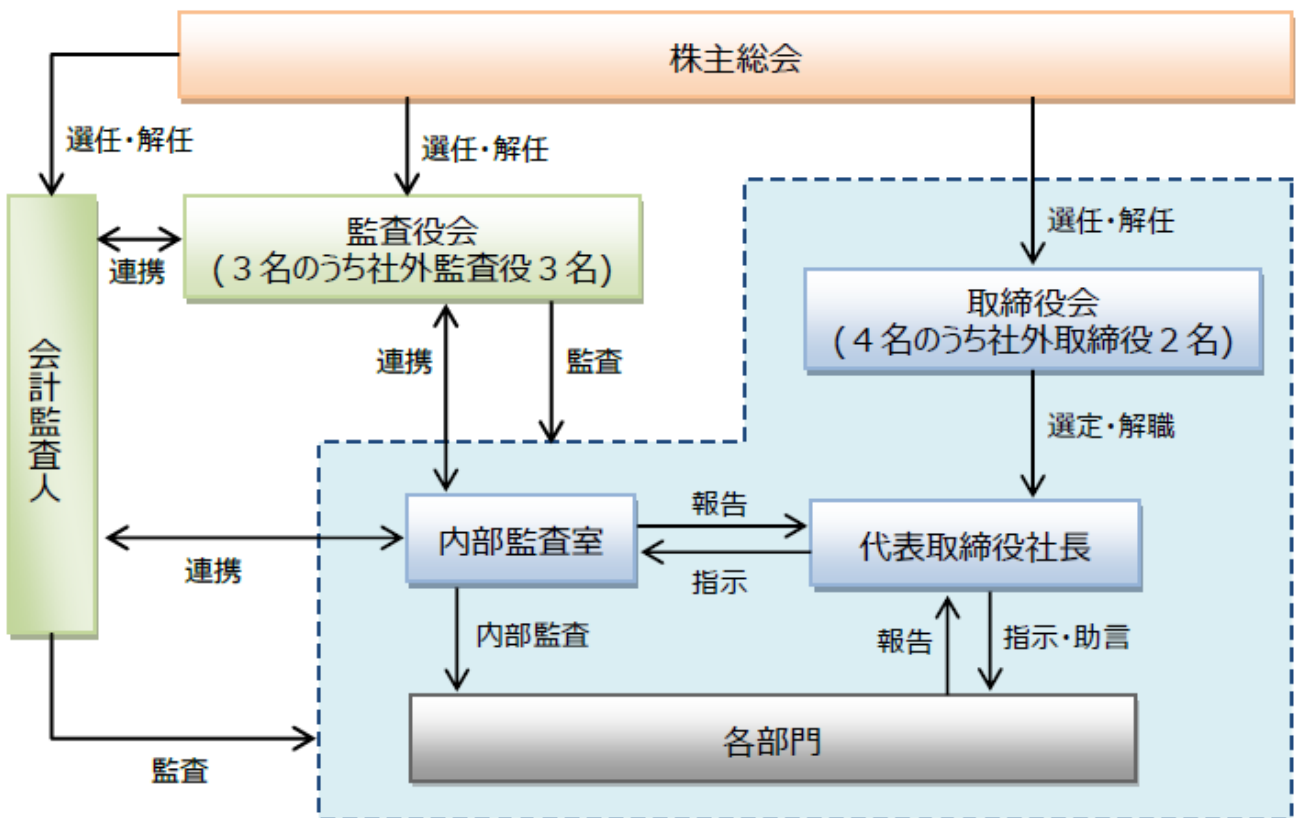 株主総会
選任・解任
選任・解任
選任・解任
監査役会
(３名のうち社外監査役３名)
連携
取締役会
(４名のうち社外取締役２名)
会計監査人
連携
監査
選定・解職
内部監査室
報告
指示
代表取締役社長
連携
内部監査
報告
指示・助言
各部門
監査